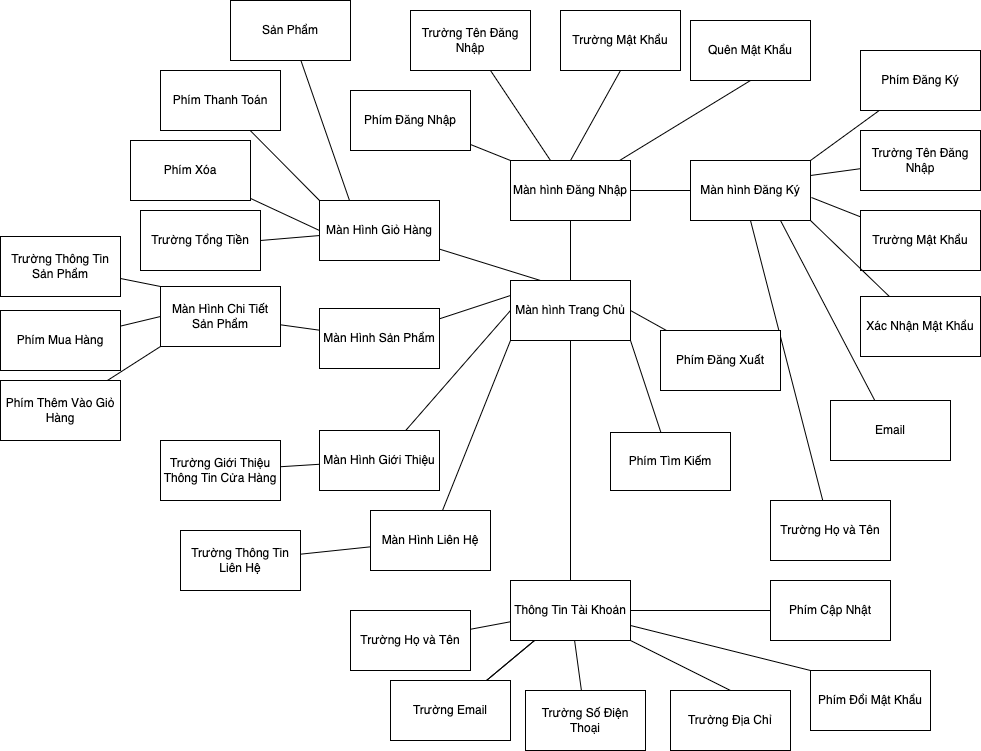 Sản Phẩm
Trường Tên Đăng
Nhập
Trường Mật Khẩu
Quên Mật Khẩu
Phím Đăng Ký
Phím Thanh Toán
Phím Đăng Nhập
Trường Tên Đăng
Nhập
Phím Xóa
Màn hình Đăng Nhập
Màn hình Đăng Ký
Trường Tổng Tiền
Màn Hình Giỏ Hàng
Trường Mật Khẩu
Trường Thông Tin
Sản Phẩm
Màn Hình Chi Tiết
Sản Phẩm
Màn hình Trang Chủ
Xác Nhận Mật Khẩu
Phím Mua Hàng
Màn Hình Sản Phẩm
Phím Đăng Xuất
Phím Thêm Vào Giỏ
Hàng
Email
Trường Giới Thiệu
Thông Tin Cửa Hàng
Màn Hình Giới Thiệu
Phím Tìm Kiếm
Trường Họ và Tên
Màn Hình Liên Hệ
Trường Thông Tin
Liên Hệ
Thông Tin Tài Khoản
Phím Cập Nhật
Trường Họ và Tên
Trường Email
Trường Số Điện
Thoại
Trường Địa Chỉ
Phím Đổi Mật Khẩu